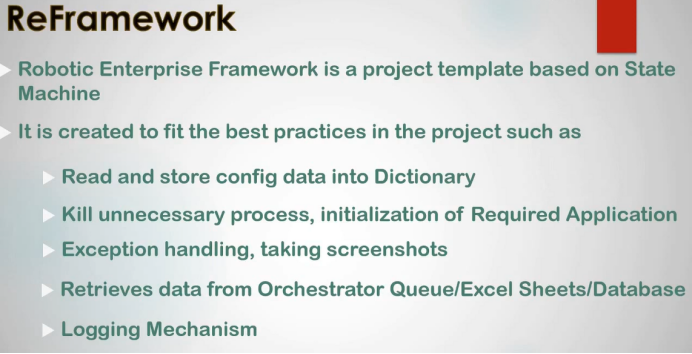 ReFramework
Robotic Enterprise Framework is a project template based on State
Machine
It is created to fit the best practices in the project such as
Read and store config data into Dictionary
Kill unnecessary process, initialization of Required Application
Exception handling, taking screenshots
Retrieves data from Orchestrator Queue/Excel Sheets/Database
Logging Mechanism